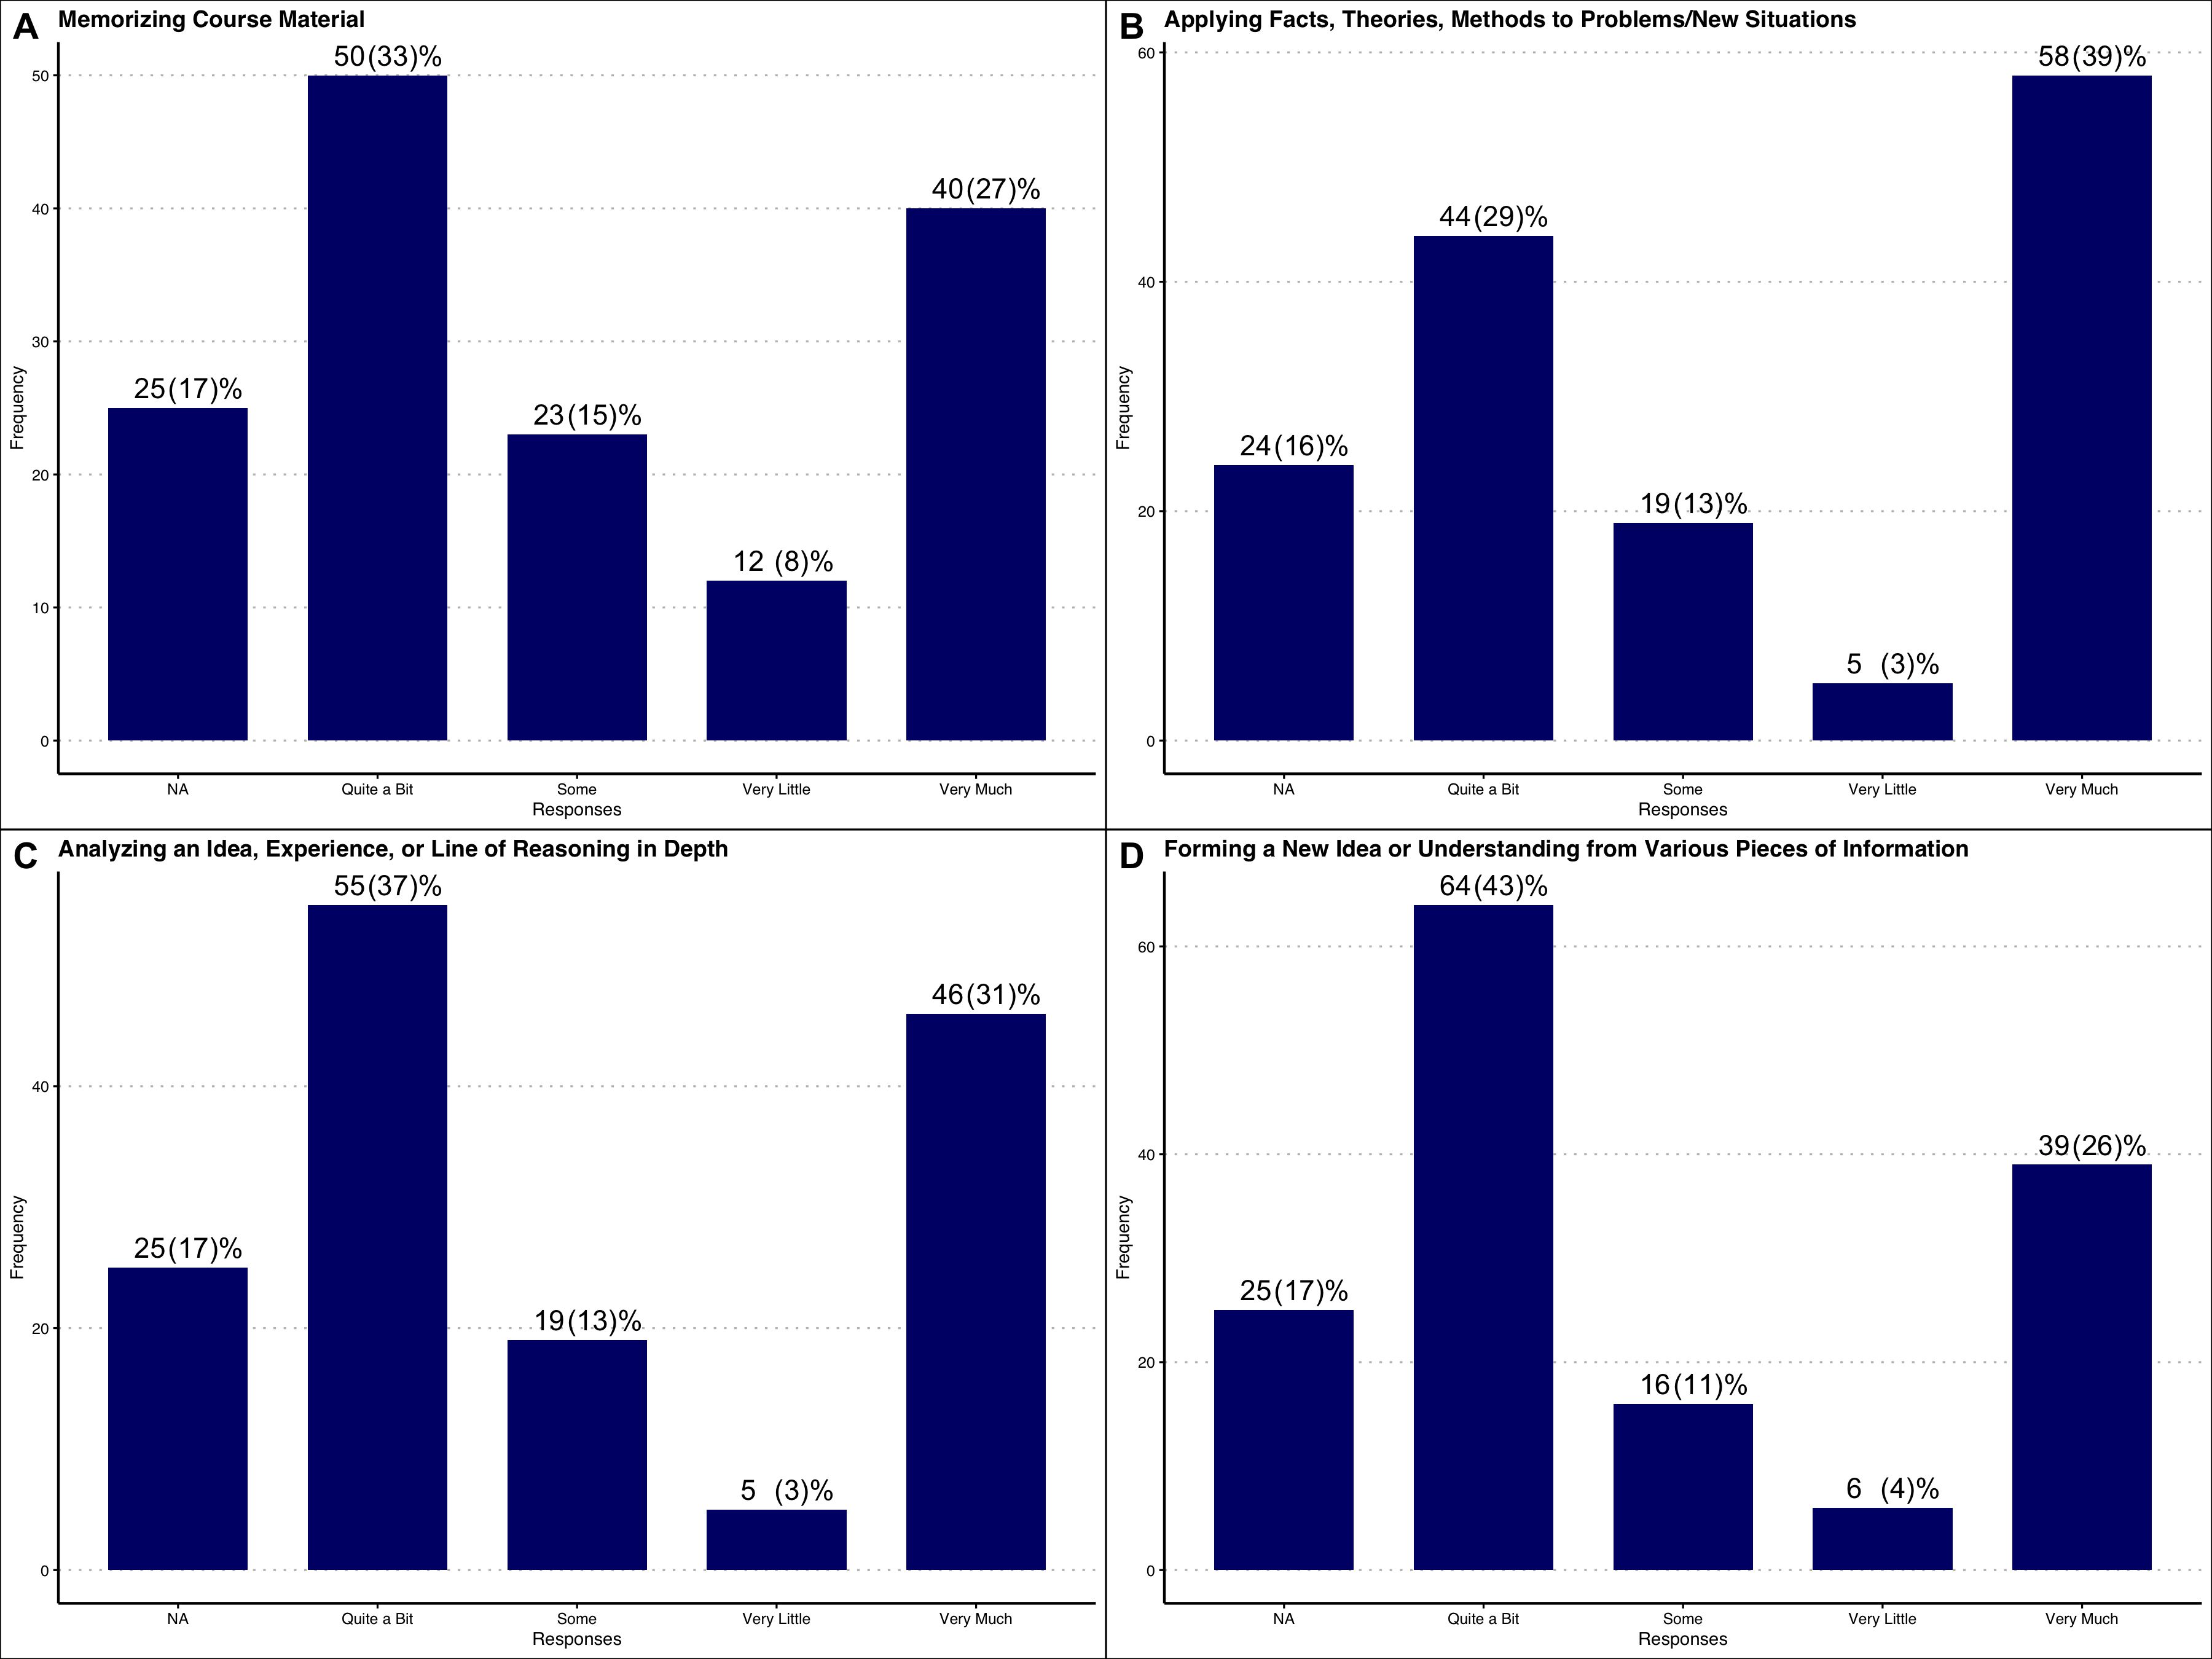 A Memorizing Course Material
50(33)%
50
40(27)%
40
30
25(17)%
23(15)%
20
12 (8)%
10
0
Frequency
NA Quite a Bit Some Very Little Very Much
Responses
B Applying Facts, Theories, Methods to Problems/New Situations
60
58(39)%
44(29)%
40
24(16)%
19(13)%
20
5 (3)%
0
Frequency
NA Quite a Bit Some Very Little Very Much
Responses
C Analyzing an Idea, Experience, or Line of Reasoning in Depth
55(37)%
46(31)%
40
25(17)%
19(13)%
20
5 (3)%
0
Frequency
NA Quite a Bit Some Very Little Very Much
Responses
D Forming a New Idea or Understanding from Various Pieces of Information
64(43)%
60
39(26)%
40
25(17)%
20
16(11)%
6 (4)%
0
Frequency
NA Quite a Bit Some Very Little Very Much
Responses